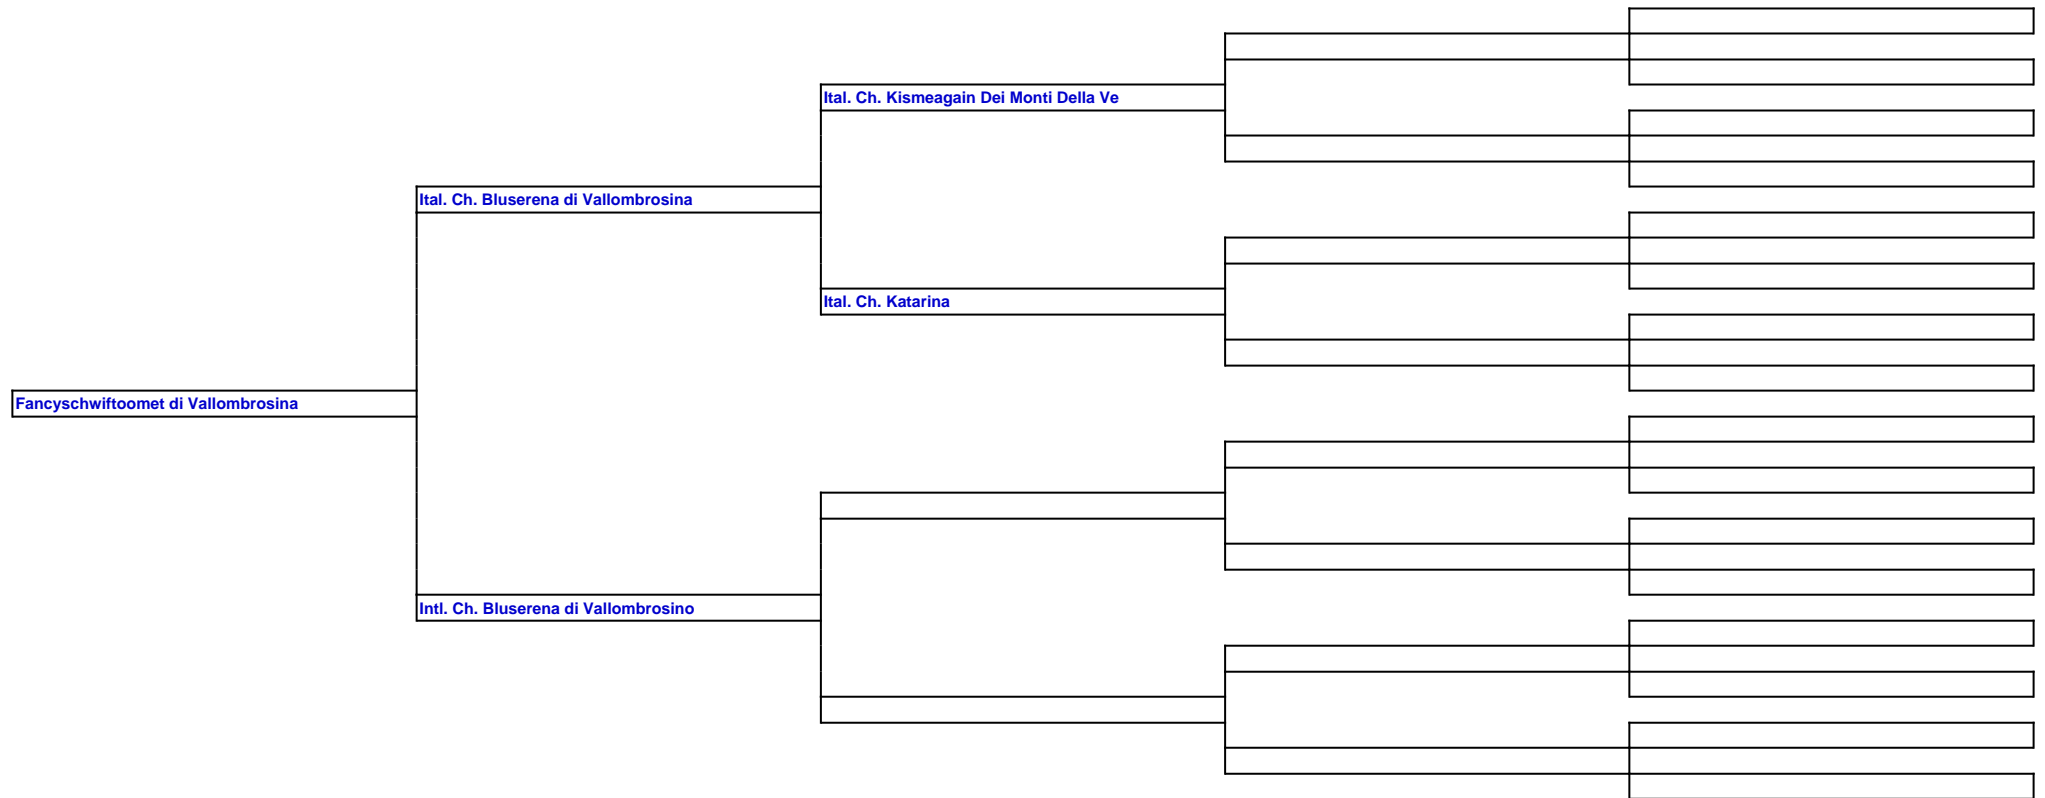 Ital. Ch. Kismeagain Dei Monti Della Ve
Ital. Ch. Bluserena di Vallombrosina
Ital. Ch. Katarina
Fancyschwiftoomet di Vallombrosina
Intl. Ch. Bluserena di Vallombrosino